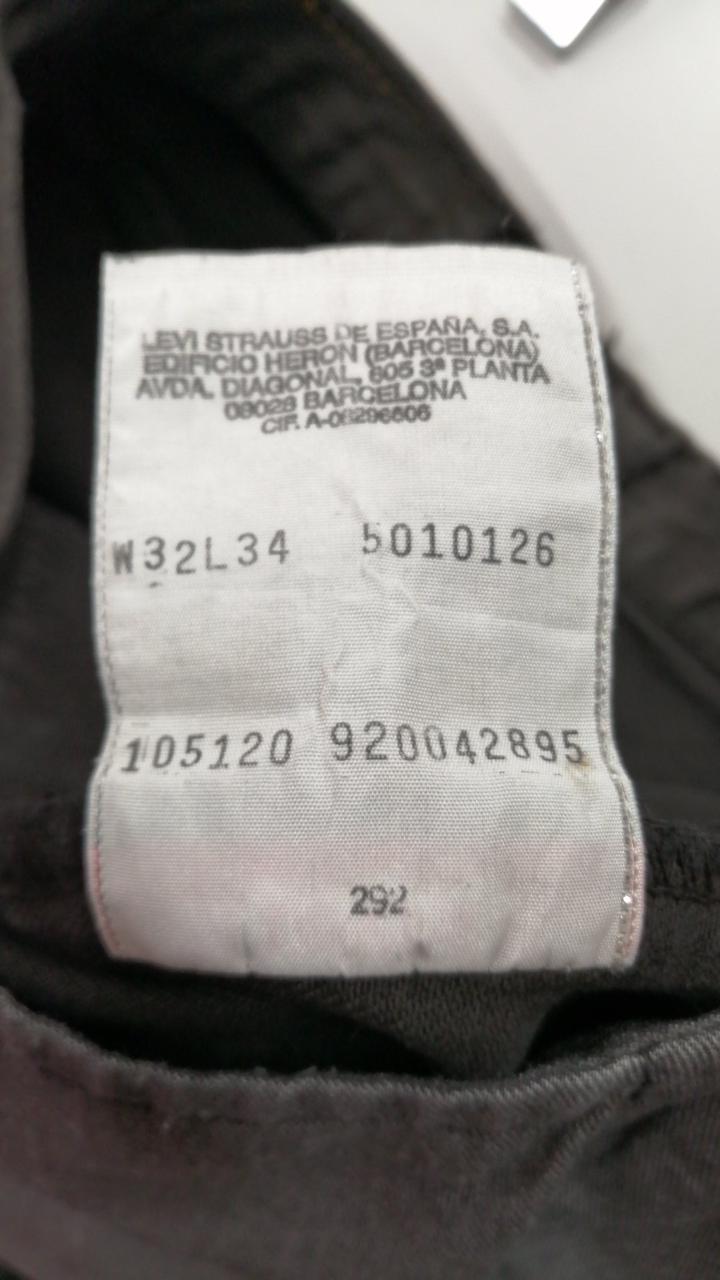 LEVI STRAUSS DE ESPAÑA, S.A.
EDIFICIO HERON (BARCELONA)
AVDA. DIAGONAL, 605 3ª PLANTA
08028 BARCELONA
CIF. A-08296606
W32L34 5010126
105120 920042895
292